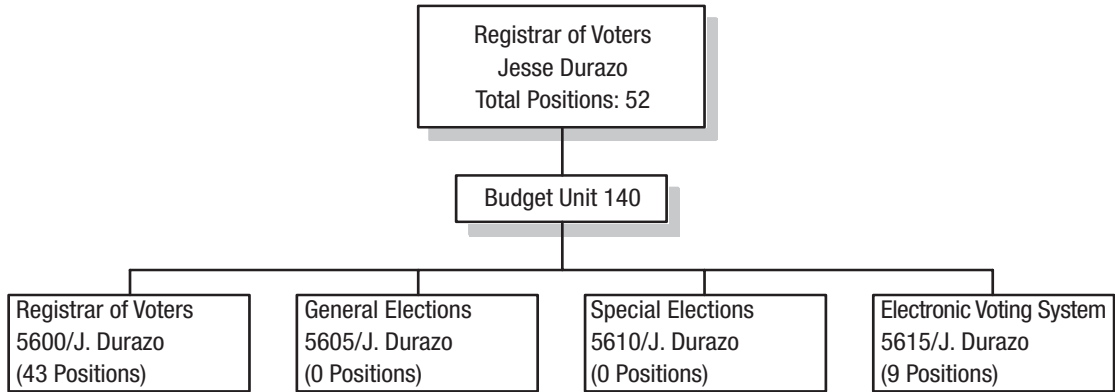 Registrar of Voters
Jesse Durazo
Total Positions: 52
Budget Unit 140
Registrar of Voters
5600/J. Durazo
(43 Positions)
General Elections
5605/J. Durazo
(0 Positions)
Special Elections
5610/J. Durazo
(0 Positions)
Electronic Voting System
5615/J. Durazo
(9 Positions)